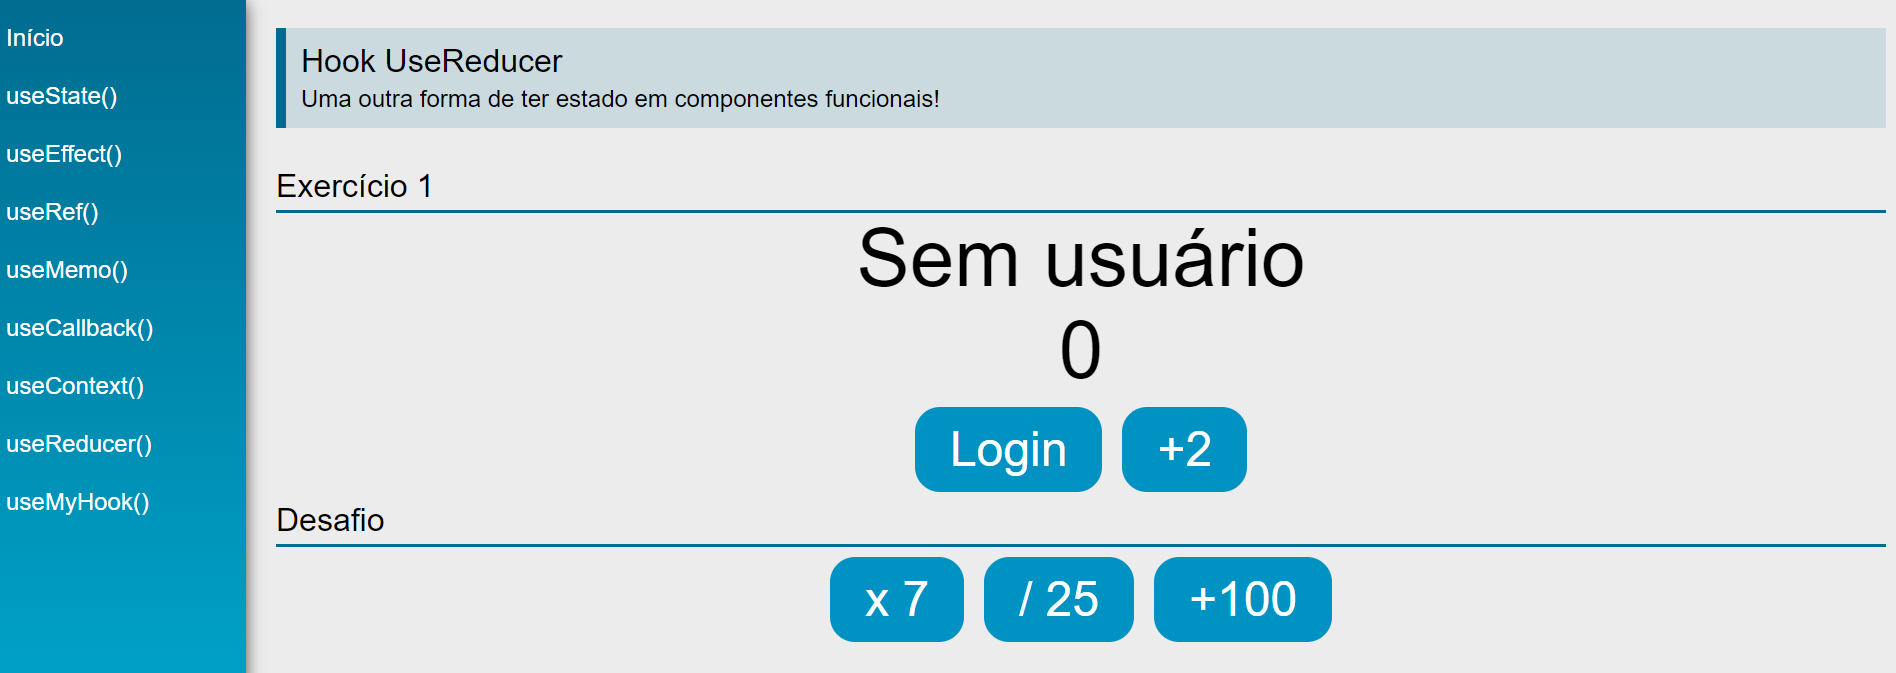 Início
useState()
useEffect()
useRef()
useMemo()
useCallback()
useContext()
useReducer()
useMyHook()
Hook UseReducer
Uma outra forma de ter estado em componentes funcionais!
Exercício 1
Sem usuário
0
Login +2
Desafio
x 7 / 25 +100